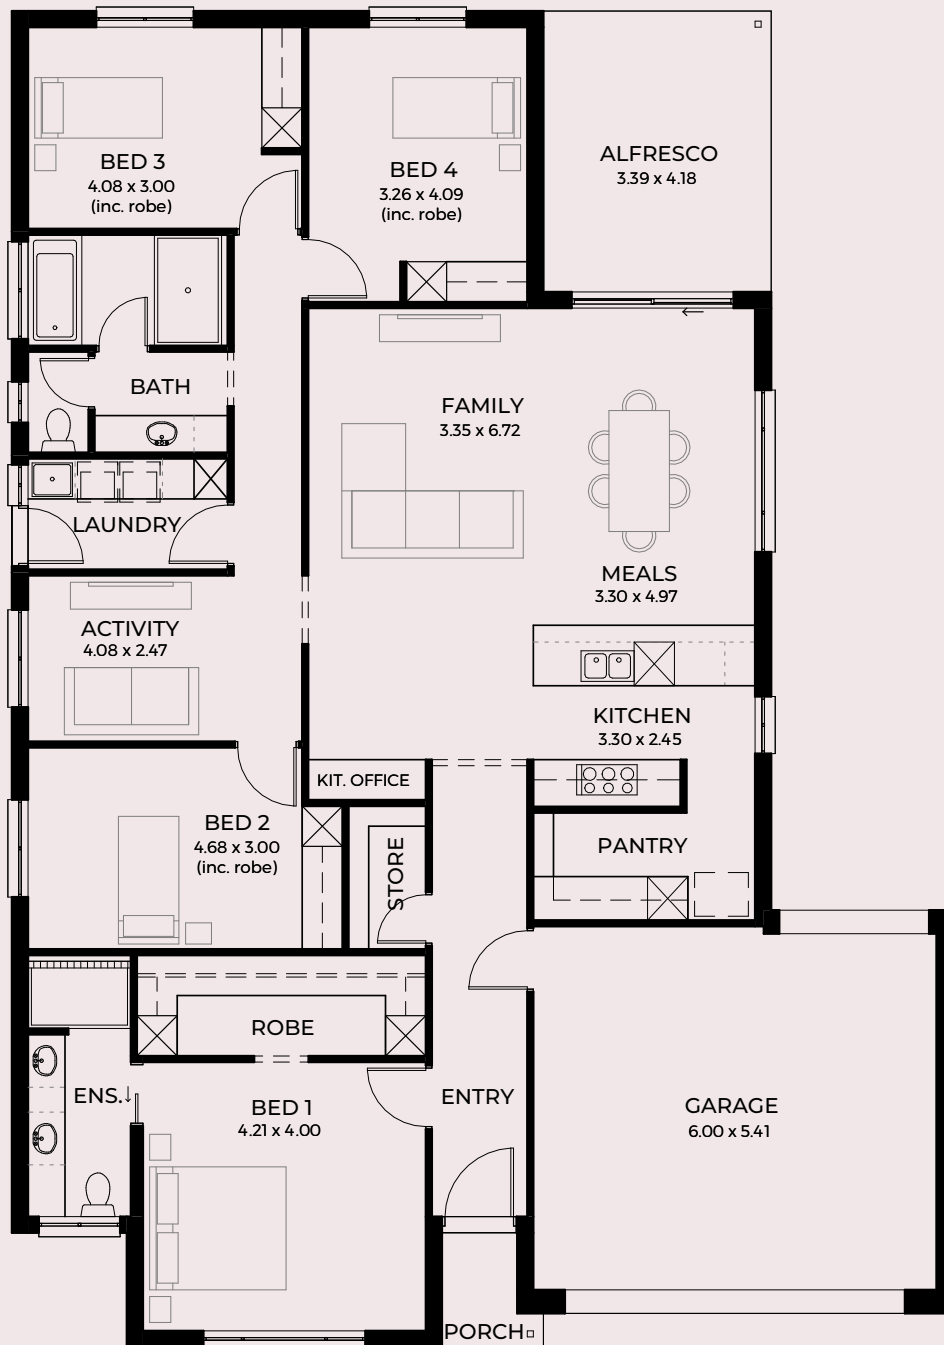 BED 3
4.08 x 3.00
(inc. robe)
BED 4
3.26 x 4.09
(inc. robe)
ALFRESCO
3.39 x 4.18
BATH
FAMILY
3.35 x 6.72
LAUNDRY
MEALS
3.30 x 4.97
ACTIVITY
4.08 x 2.47
KITCHEN
3.30 x 2.45
KIT. OFFICE
BED 2
4.68 x 3.00
(inc. robe)
STORE
PANTRY
ROBE
ENS.
BED 1
4.21 x 4.00
ENTRY
GARAGE
6.00 x 5.41
PORCH